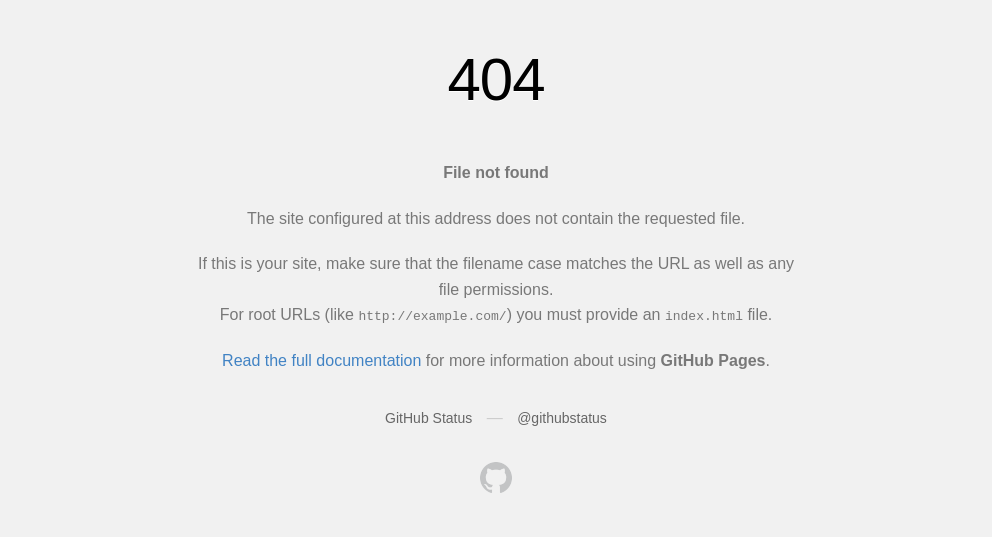 404
File not found
The site configured at this address does not contain the requested file.
If this is your site, make sure that the filename case matches the URL as well as any
file permissions.
For root URLs (like http://example.com/) you must provide an index.html file.
Read the full documentation for more information about using GitHub Pages.
GitHub Status — @githubstatus